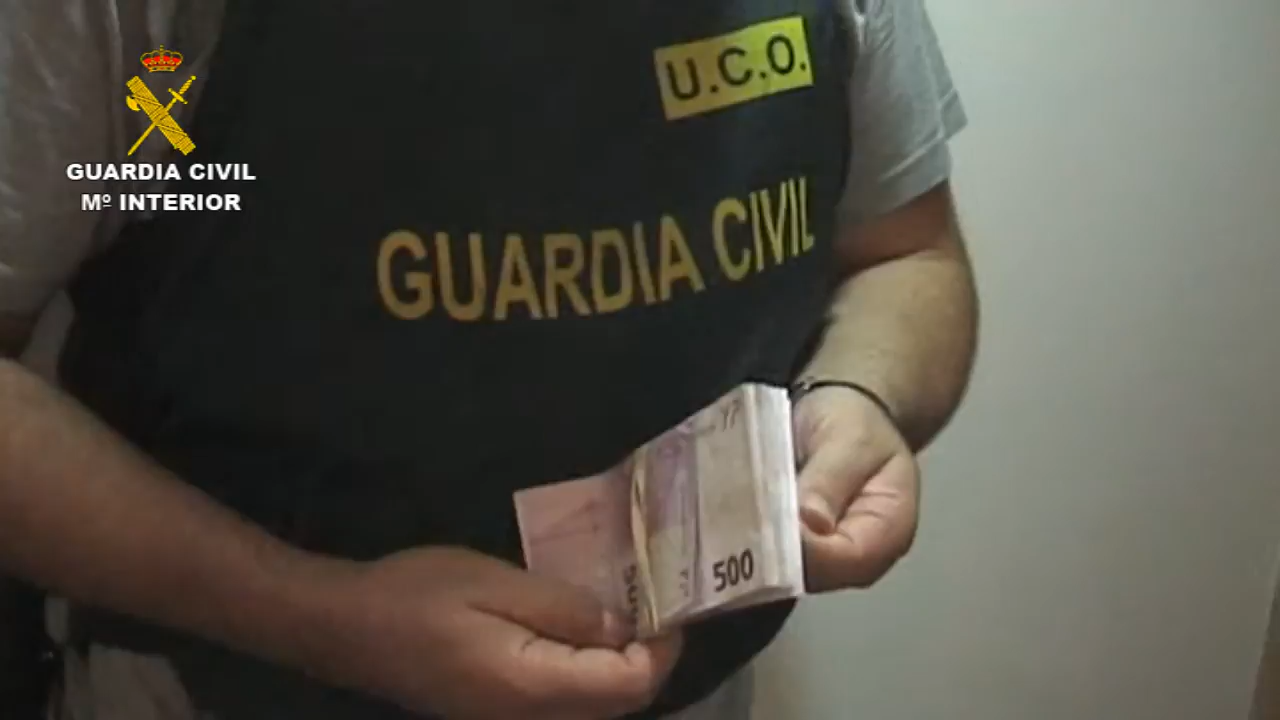 U.C.O.
GUARDIA CIVIL
Mº INTERIOR
GUARDIA CIVIL
500